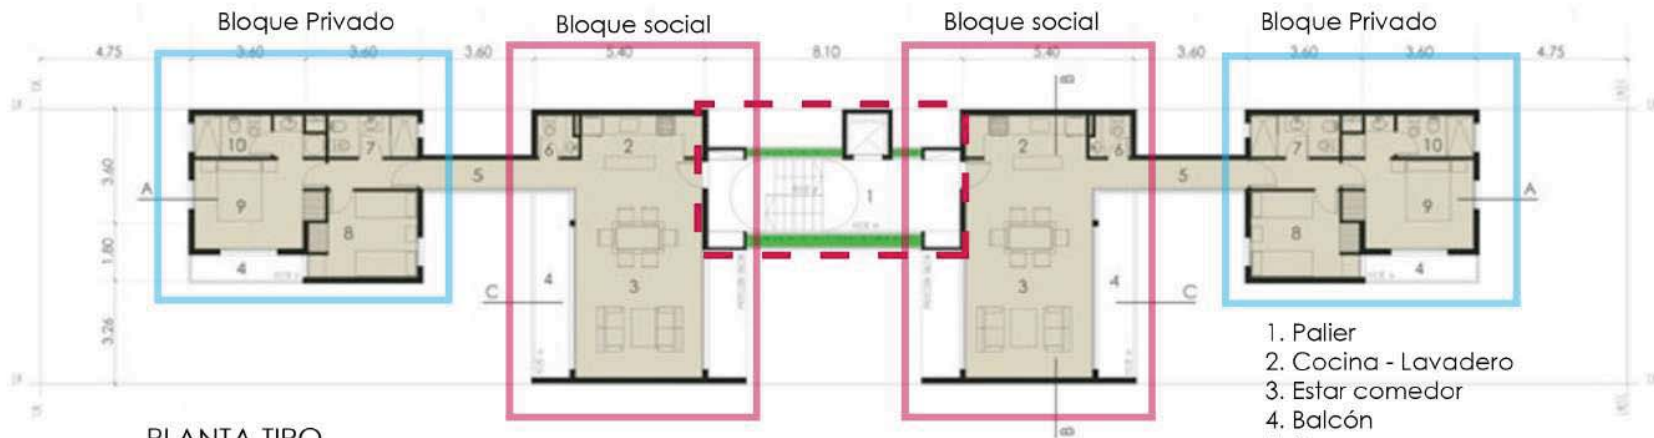 Bloque Privado
Bloque social
Bloque social
Bloque Privado
4.75 3.60 3.60 3.60 5.40 8.10 5.40 3.60 3.60 3.60 4.75
B
10 7 6 2 2 6 7 10
3.60
5 1 5
A 9 9 A
8 8
1.80
4 4 3 3 4 4
C C
3.26
1. Palier
2. Cocina - Lavadero
3. Estar comedor
4. Balcón
B
PLANTA TIPO